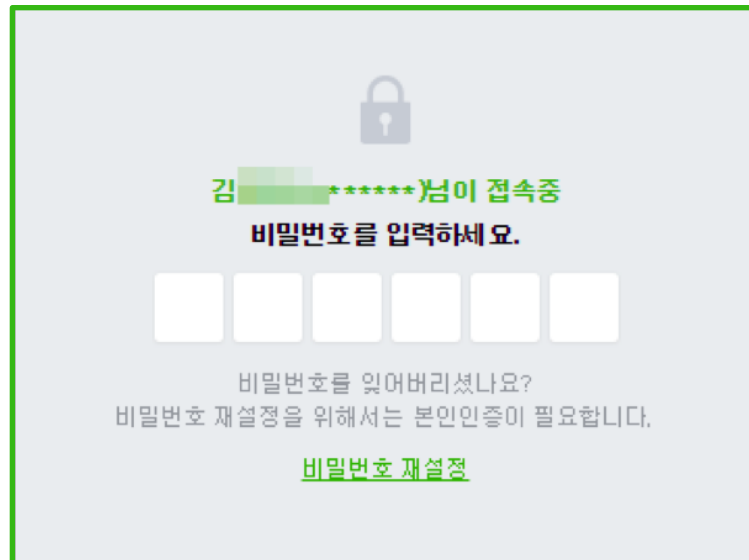 김 ******)님이 접속중
비밀번호를 입력하세요.
비밀번호를 잊어버리셨나요?
비밀번호 재설정을 위해서는 본인인증이 필요합니다.
비밀번호 재설정